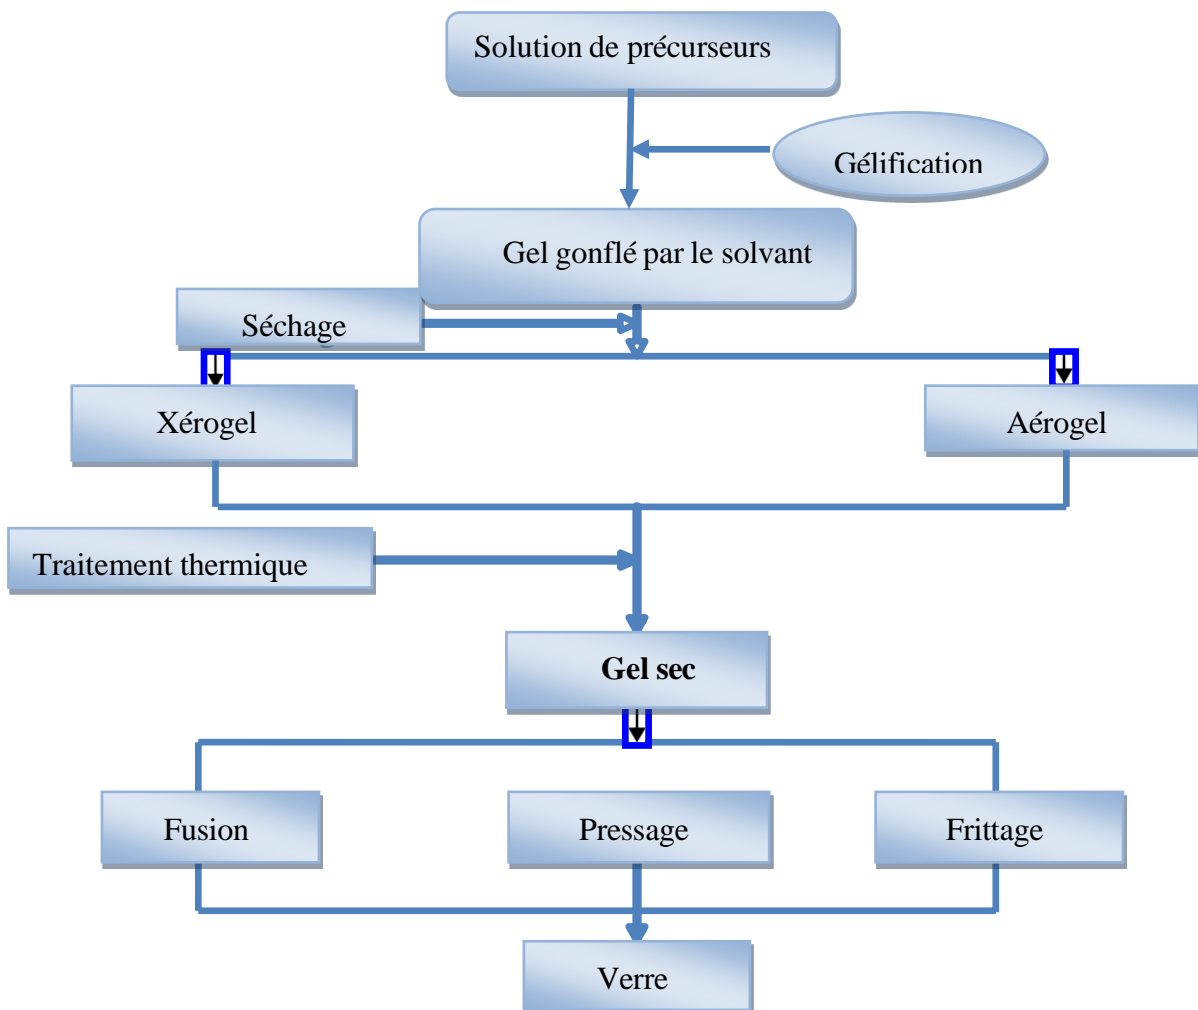 Solution de précurseurs
Gélification
Gel gonflé par le solvant
Séchage
Xérogel
Aérogel
Traitement thermique
Gel sec
Fusion
Pressage
Frittage
Verre